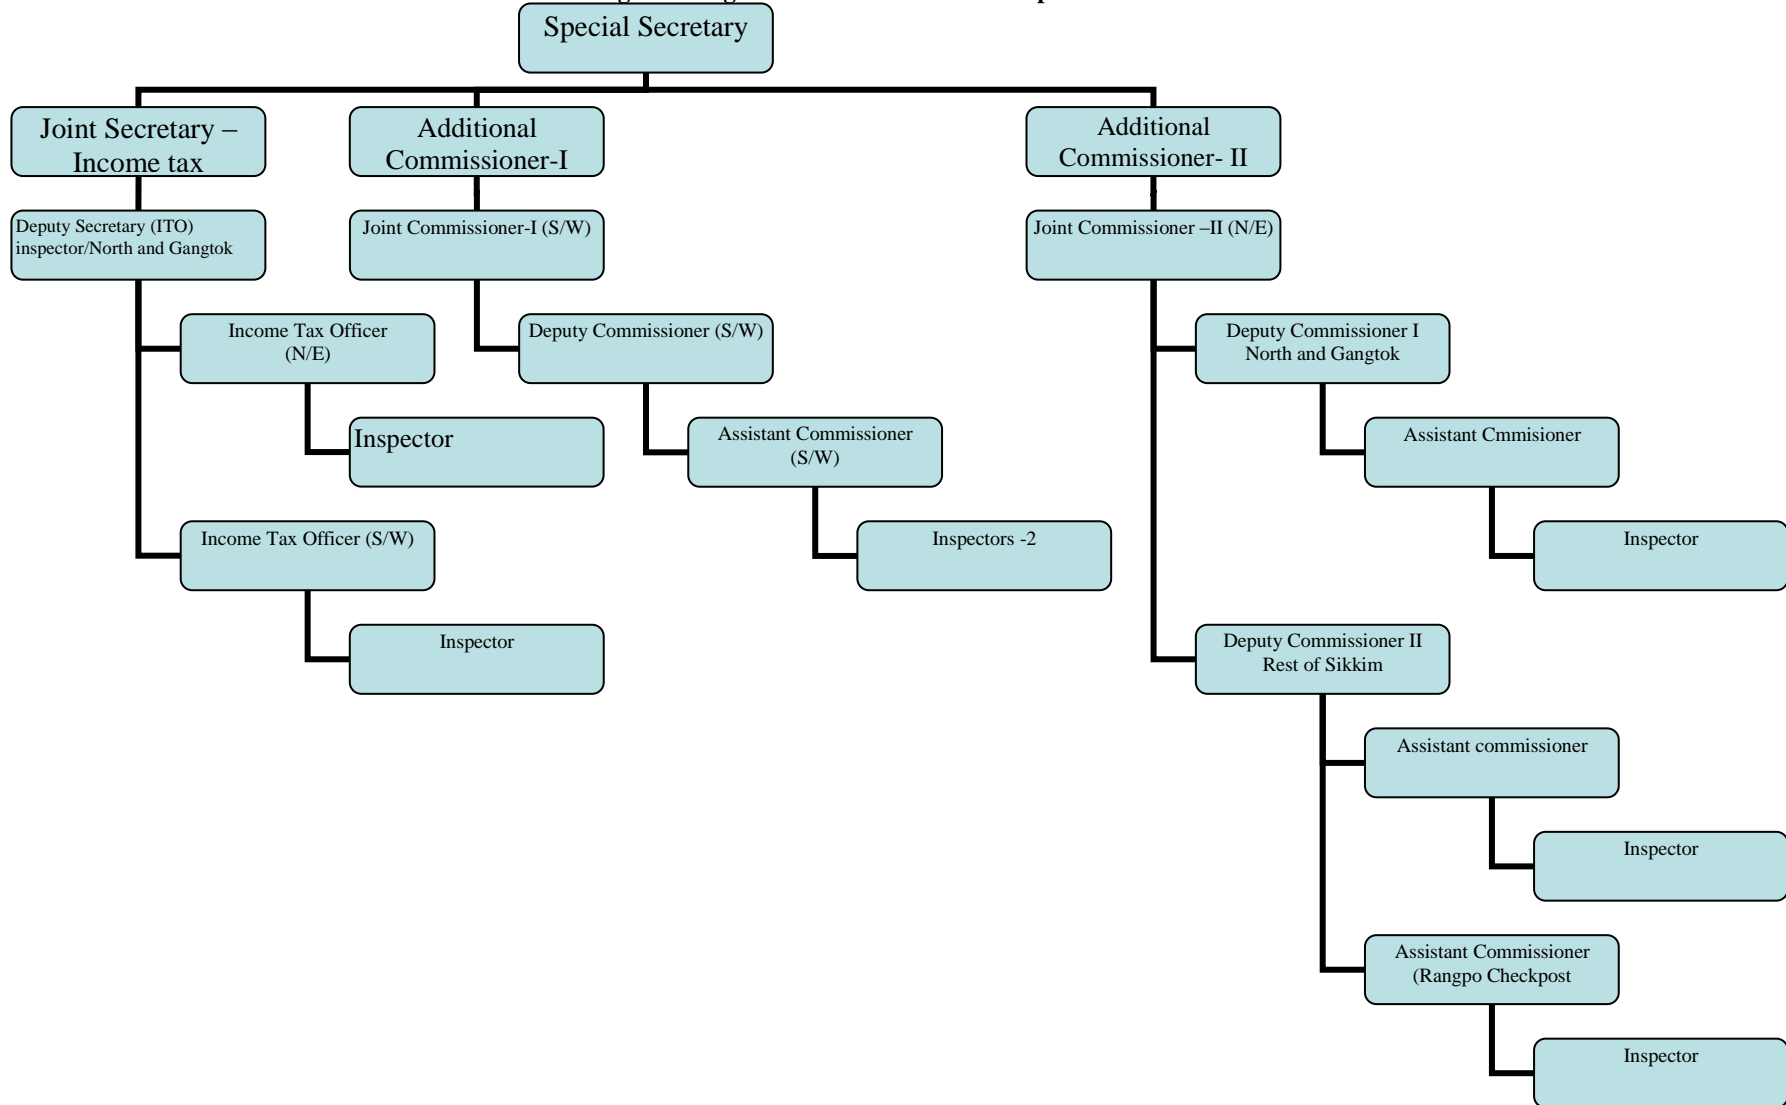 Special Secretary
Joint Secretary –
Income tax
Additional
Commissioner-I
Additional
Commissioner- II
Deputy Secretary (ITO)
inspector/North and Gangtok
Joint Commissioner-I (S/W)
Joint Commissioner –II (N/E)
Income Tax Officer
(N/E)
Deputy Commissioner (S/W)
Deputy Commissioner I
North and Gangtok
Inspector
Assistant Commissioner
(S/W)
Assistant Cmmisioner
Income Tax Officer (S/W)
Inspectors -2
Inspector
Inspector
Deputy Commissioner II
Rest of Sikkim
Assistant commissioner
Inspector
Assistant Commissioner
(Rangpo Checkpost
Inspector